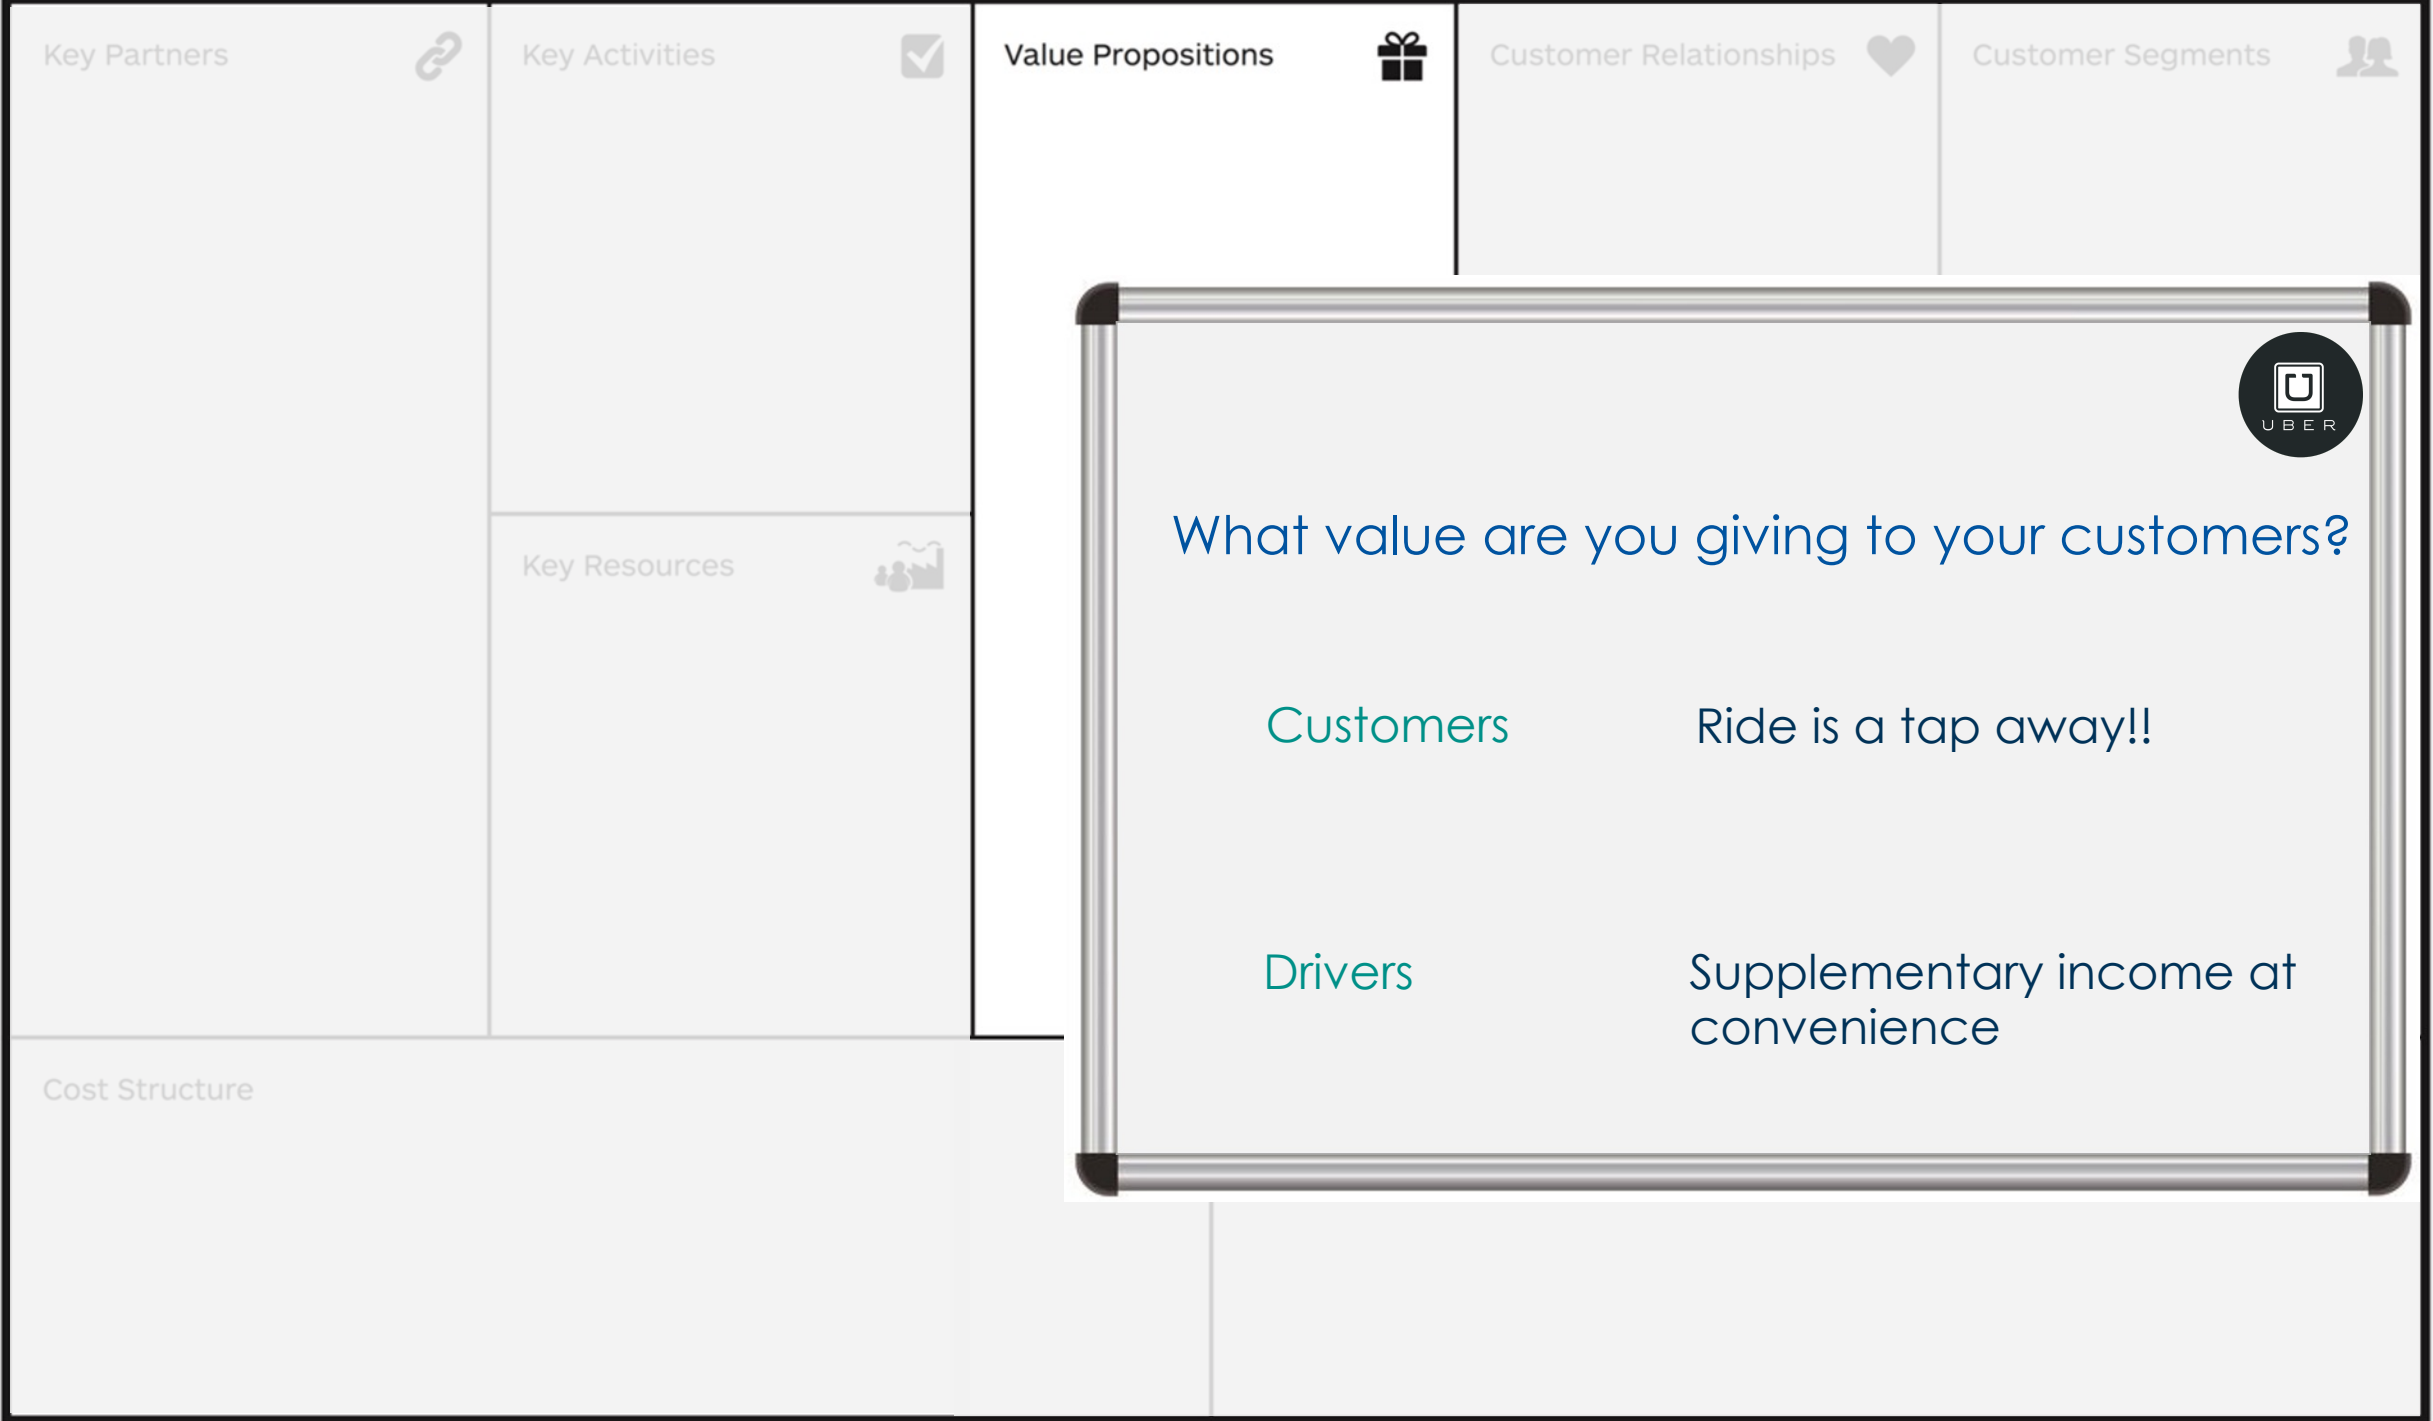 Key Partners
Key Activities
Value Propositions
Customer Relationships
Customer Segments
Key Resources
Cost Structure
U
UBER
What value are you giving to your customers?
Customers
Ride is a tap away!!
Drivers
Supplementary income at
convenience